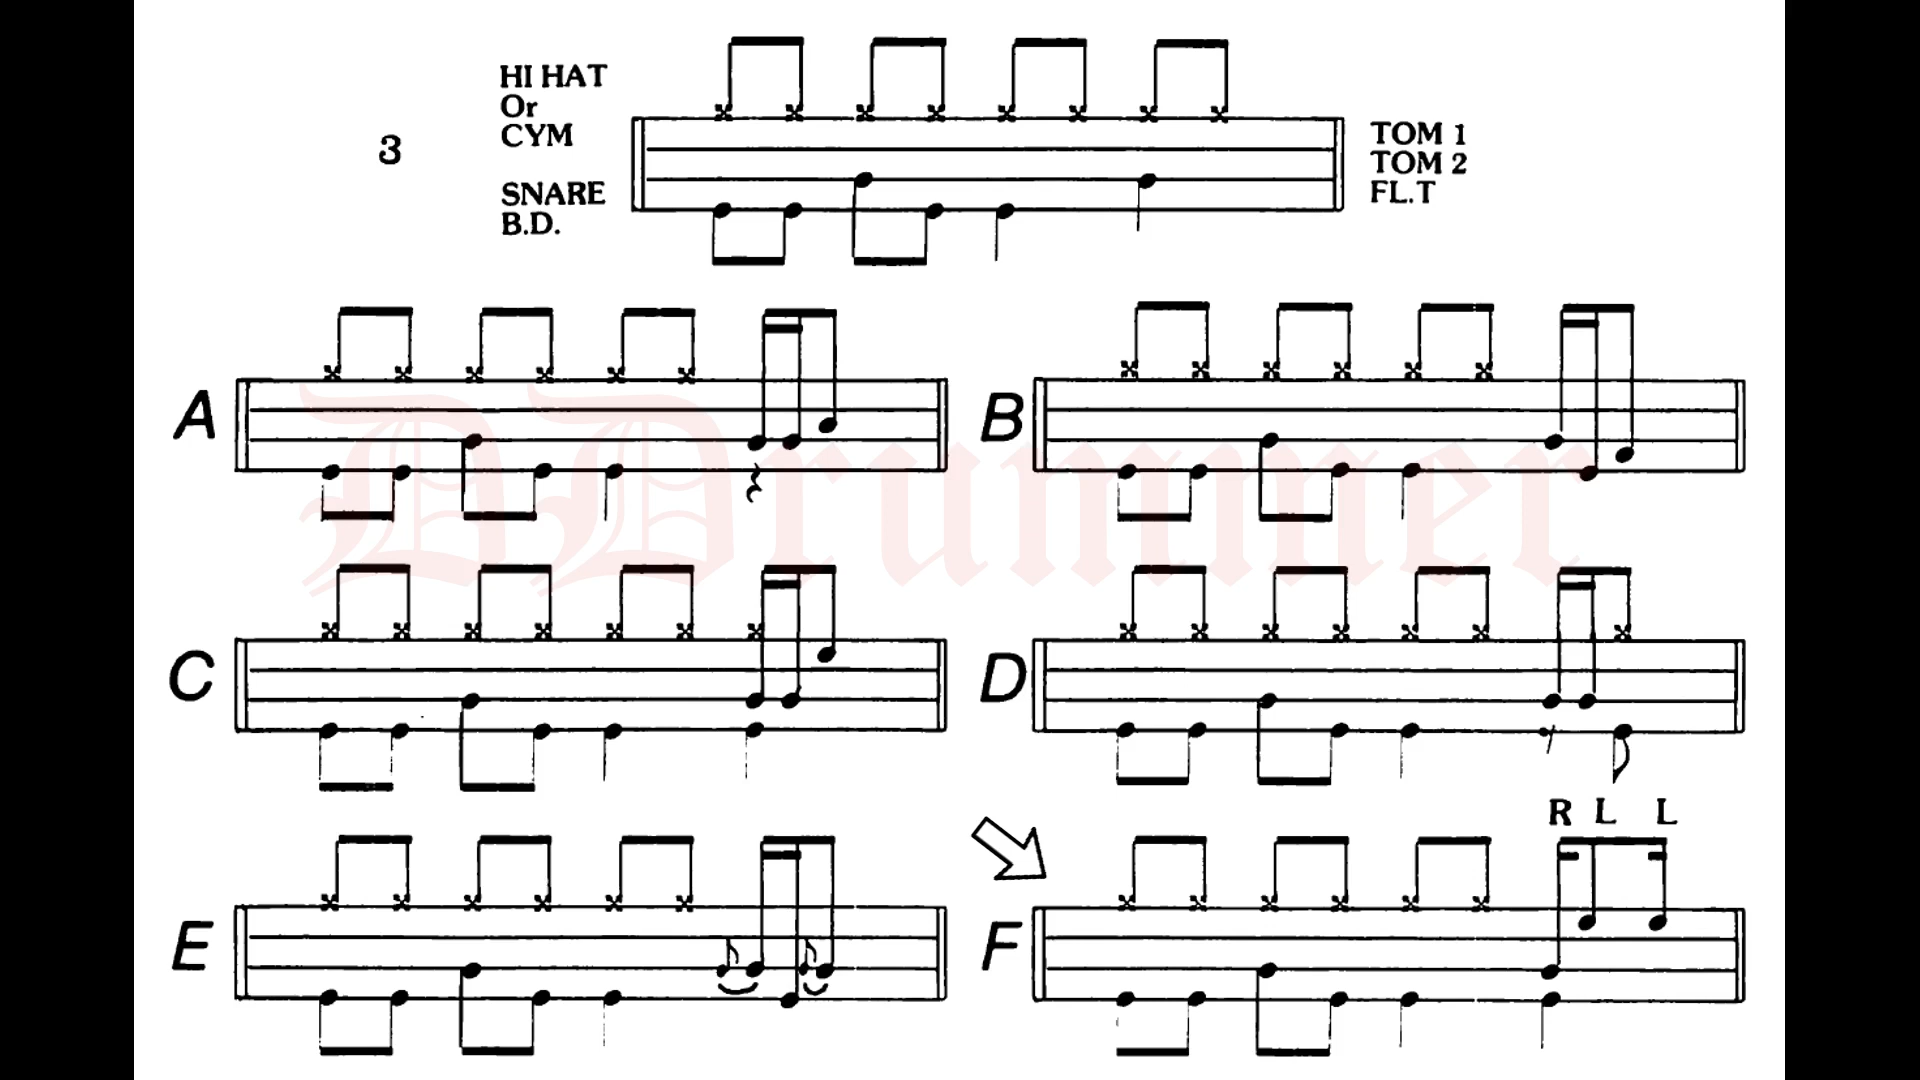 3
HI HAT
Or
CYM
SNARE
B.D.
TOM 1
TOM 2
FL.T
A
B
DDrummer
C
D
R L L
E
F